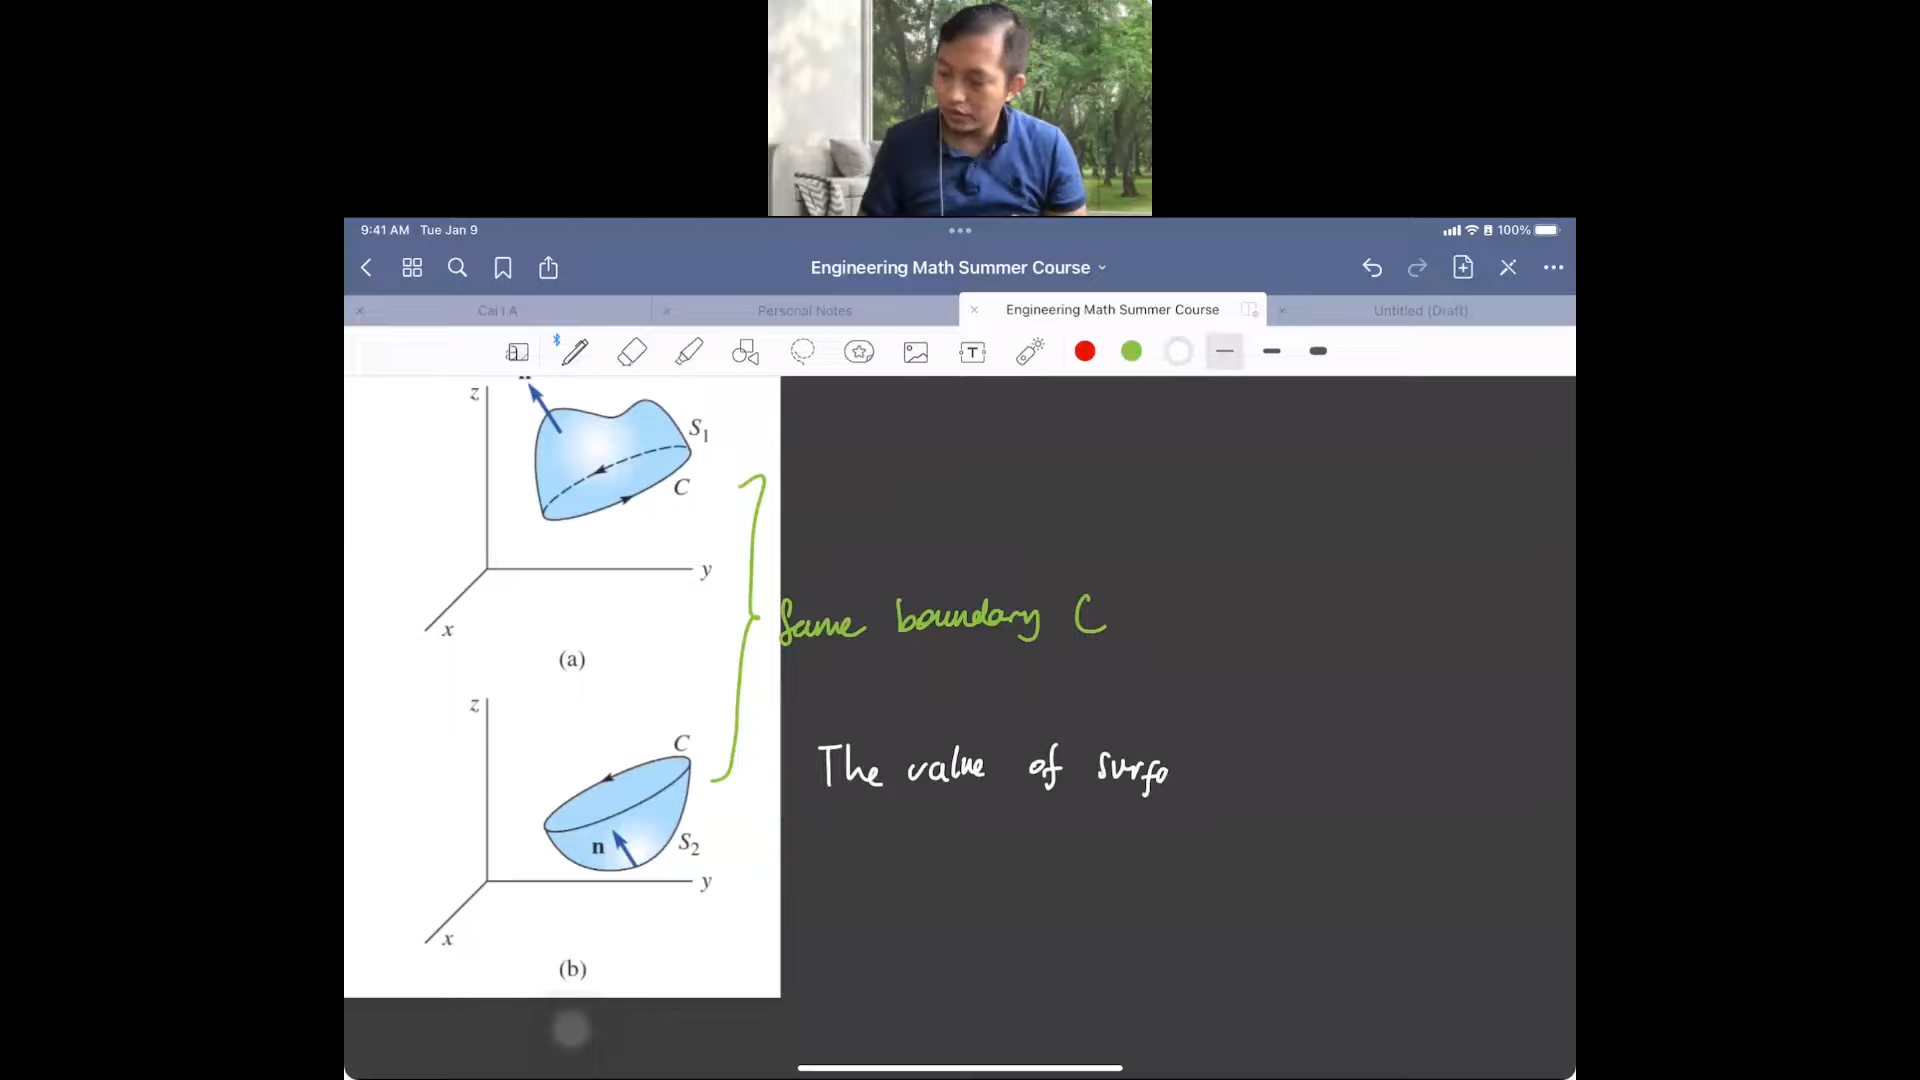 9:41 AM Tue Jan 9
100%
Engineering Math Summer Course
Cal I A
Personal Notes
Engineering Math Summer Course
Untitled (Draft)
z
S1
C
y
x
(a)
Same boundary C
z
C
The value of surfa
n
S2
y
x
(b)